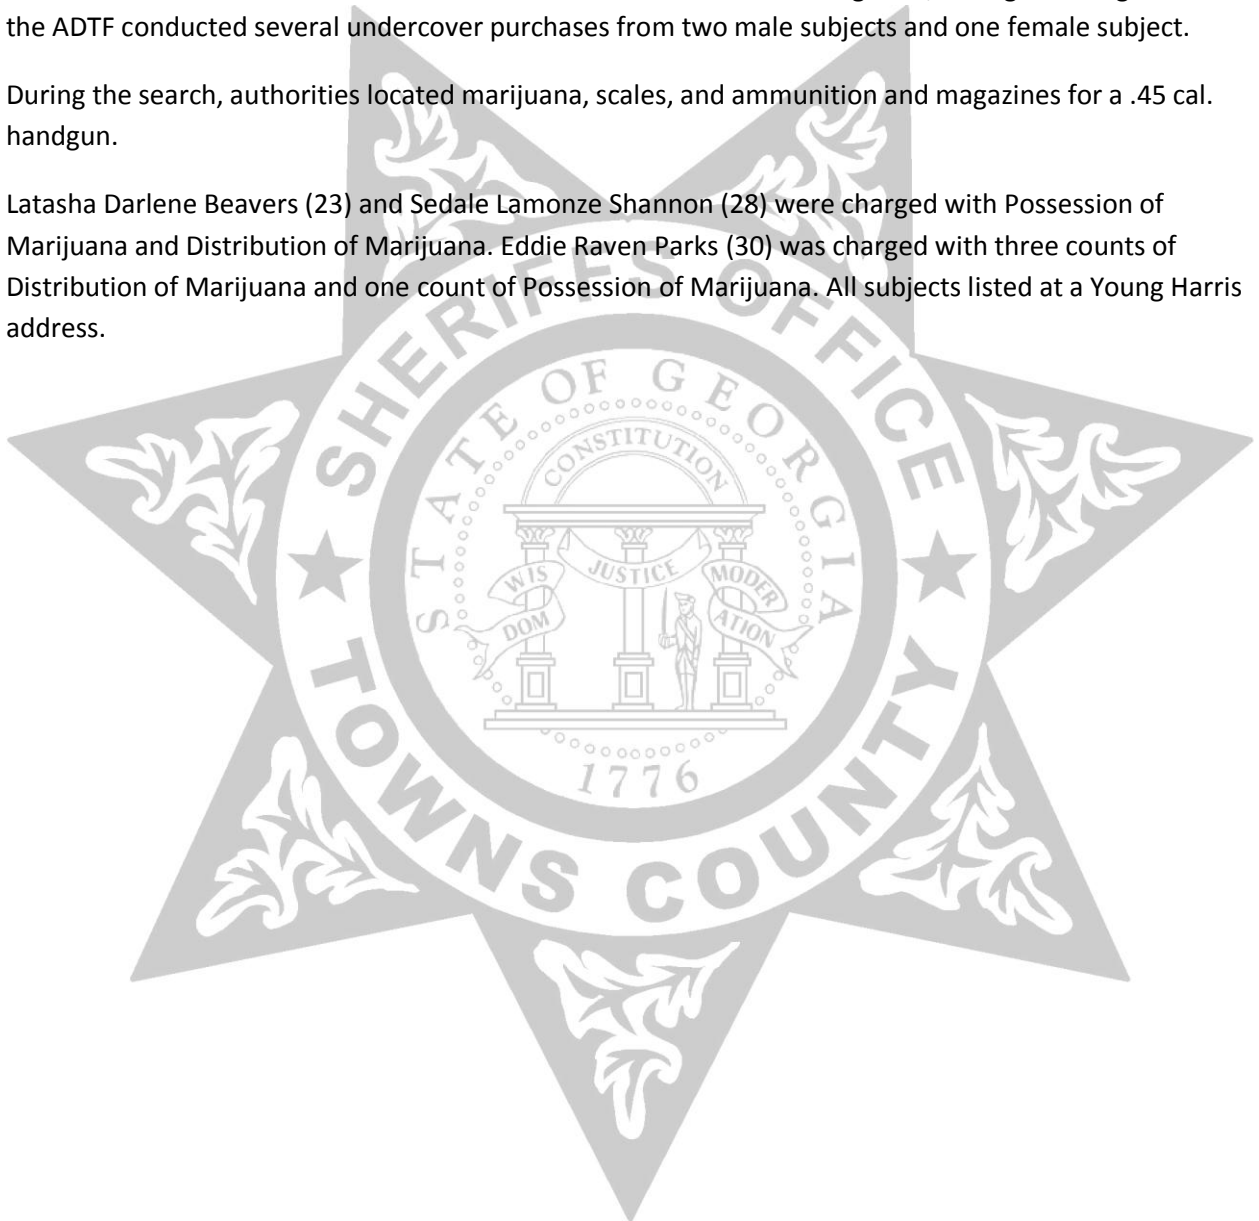 the ADTF conducted several undercover purchases from two male subjects and one female subject.
During the search, authorities located marijuana, scales, and ammunition and magazines for a .45 cal.
handgun.
Latasha Darlene Beavers (23) and Sedale Lamonze Shannon (28) were charged with Possession of
Marijuana and Distribution of Marijuana. Eddie Raven Parks (30) was charged with three counts of
Distribution of Marijuana and one count of Possession of Marijuana. All subjects listed at a Young Harris
address.
SHERIFFS OFFICE
STATE OF GEORGIA
CONSTITUTION
WIS
DOM
JUSTICE
MODER
ATION
1776
TOWNS COUNTY